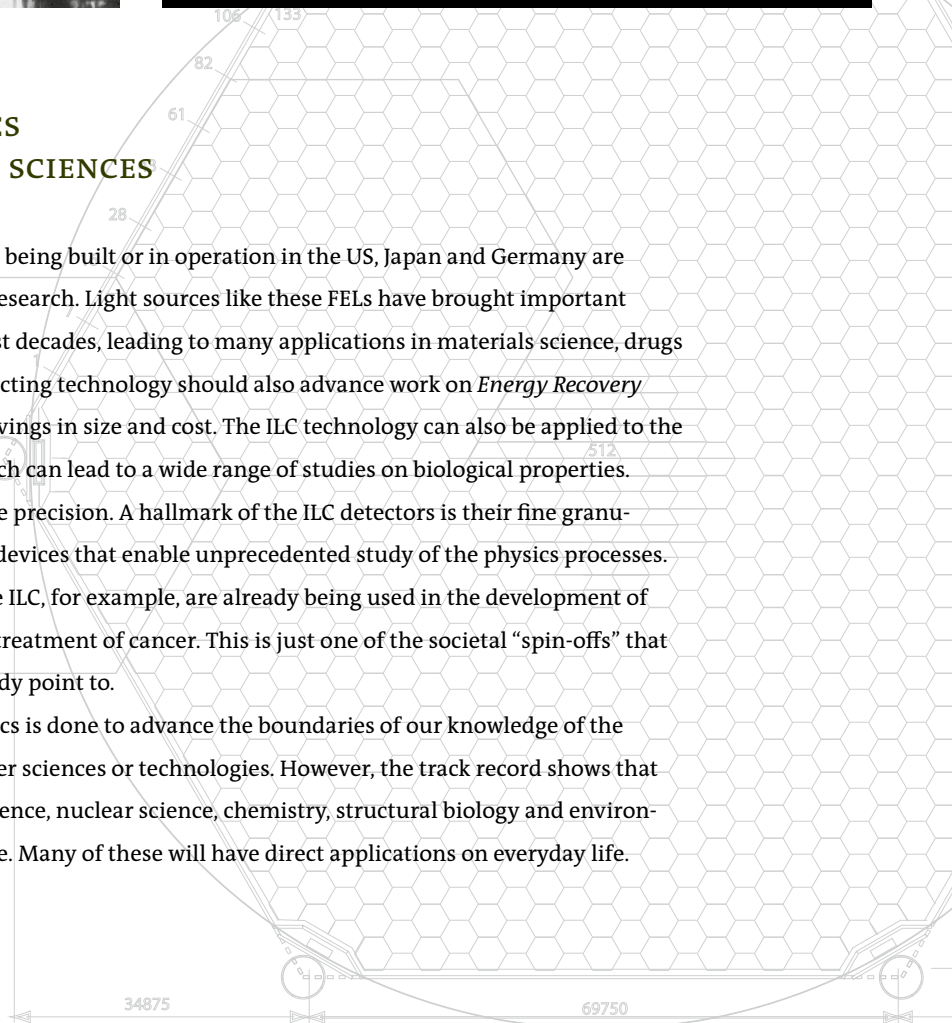 106
133
82
61
ES
SCIENCES
28
being built or in operation in the US, Japan and Germany are
esearch. Light sources like these FELs have brought important
st decades, leading to many applications in materials science, drugs
cting technology should also advance work on Energy Recovery
vings in size and cost. The ILC technology can also be applied to the
512
ch can lead to a wide range of studies on biological properties.
e precision. A hallmark of the ILC detectors is their fine granu-
devices that enable unprecedented study of the physics processes.
e ILC, for example, are already being used in the development of
treatment of cancer. This is just one of the societal “spin-offs” that
dy point to.
cs is done to advance the boundaries of our knowledge of the
er sciences or technologies. However, the track record shows that
ence, nuclear science, chemistry, structural biology and environ-
e. Many of these will have direct applications on everyday life.
34875
69750